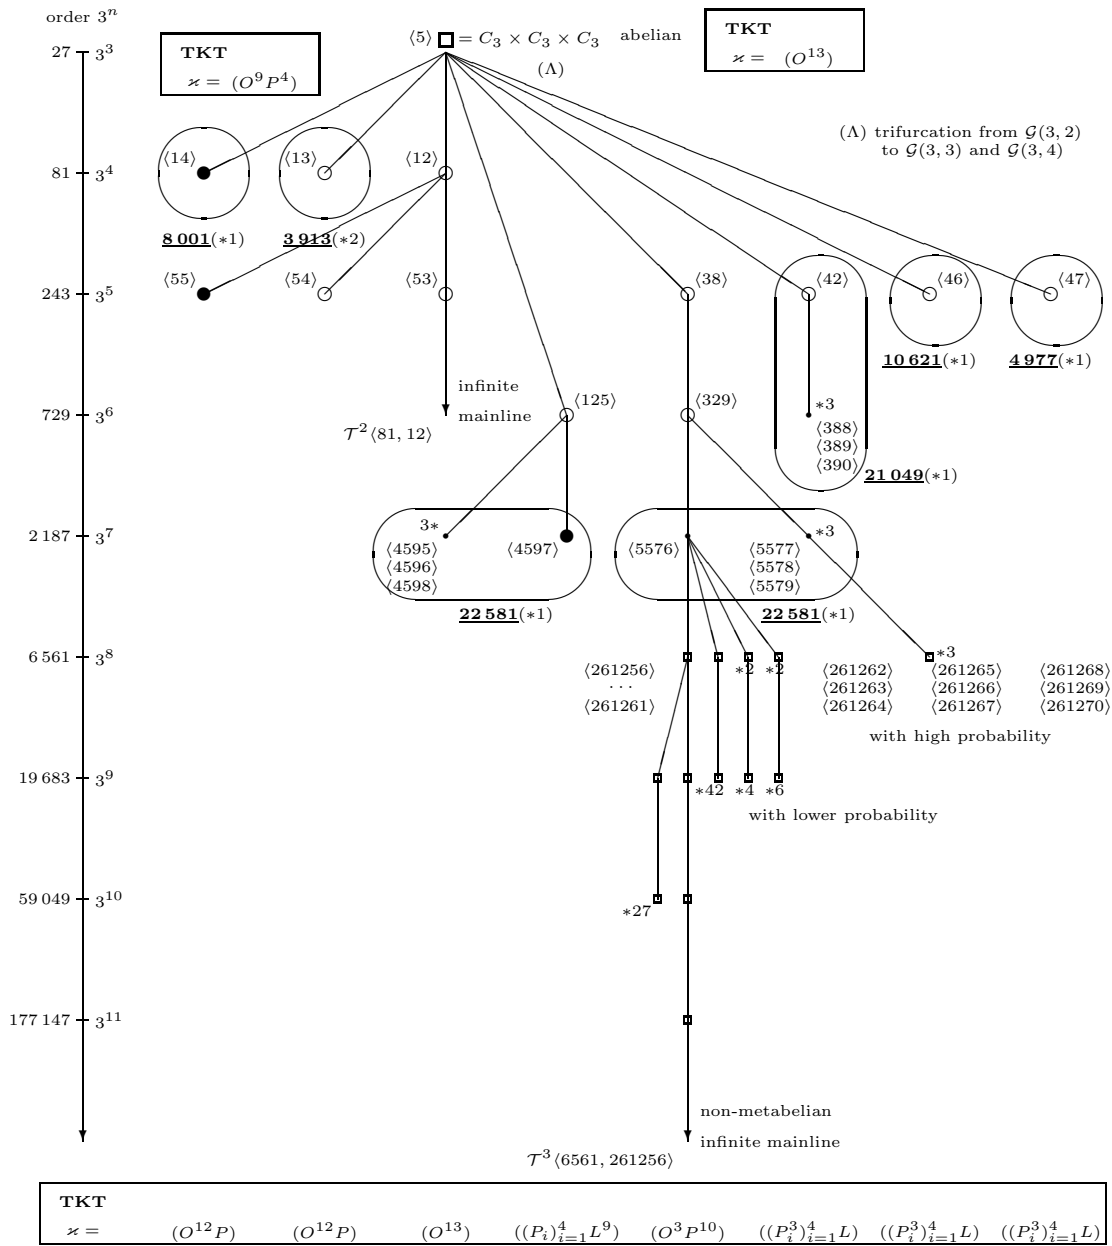 order 3^n
⟨5⟩ = C_3 × C_3 × C_3 abelian
(Λ)
TKT
ϰ = (O^9P^4)
TKT
ϰ = (O^{13})
(Λ) trifurcation from G(3, 2)
to G(3, 3) and G(3, 4)
27 3^3
81 3^4
⟨14⟩ ⟨13⟩ ⟨12⟩
8 001(∗1) 3 913(∗2)
243 3^5
⟨55⟩ ⟨54⟩ ⟨53⟩ ⟨38⟩ ⟨42⟩ ⟨46⟩ ⟨47⟩
10 621(∗1) 4 977(∗1)
infinite
mainline
T^2⟨81, 12⟩
729 3^6
⟨125⟩ ⟨329⟩ ∗3
⟨388⟩
⟨389⟩
⟨390⟩
21 049(∗1)
2 187 3^7
3∗ ∗3
⟨4595⟩ ⟨4597⟩ ⟨5576⟩ ⟨5577⟩
⟨4596⟩ ⟨5578⟩
⟨4598⟩ ⟨5579⟩
22 581(∗1) 22 581(∗1)
6 561 3^8
∗2 ∗2 ∗3
⟨261256⟩ ⟨261262⟩ ⟨261265⟩ ⟨261268⟩
··· ⟨261263⟩ ⟨261266⟩ ⟨261269⟩
⟨261261⟩ ⟨261264⟩ ⟨261267⟩ ⟨261270⟩
with high probability
19 683 3^9
∗42 ∗4 ∗6
with lower probability
59 049 3^{10}
∗27
177 147 3^{11}
non-metabelian
infinite mainline
T^3⟨6561, 261256⟩
TKT
ϰ = (O^{12}P) (O^{12}P) (O^{13}) ((P_i)_{i=1}^4L^9) (O^3P^{10}) ((P_i^3)_{i=1}^4L) ((P_i^3)_{i=1}^4L) ((P_i^3)_{i=1}^4L)